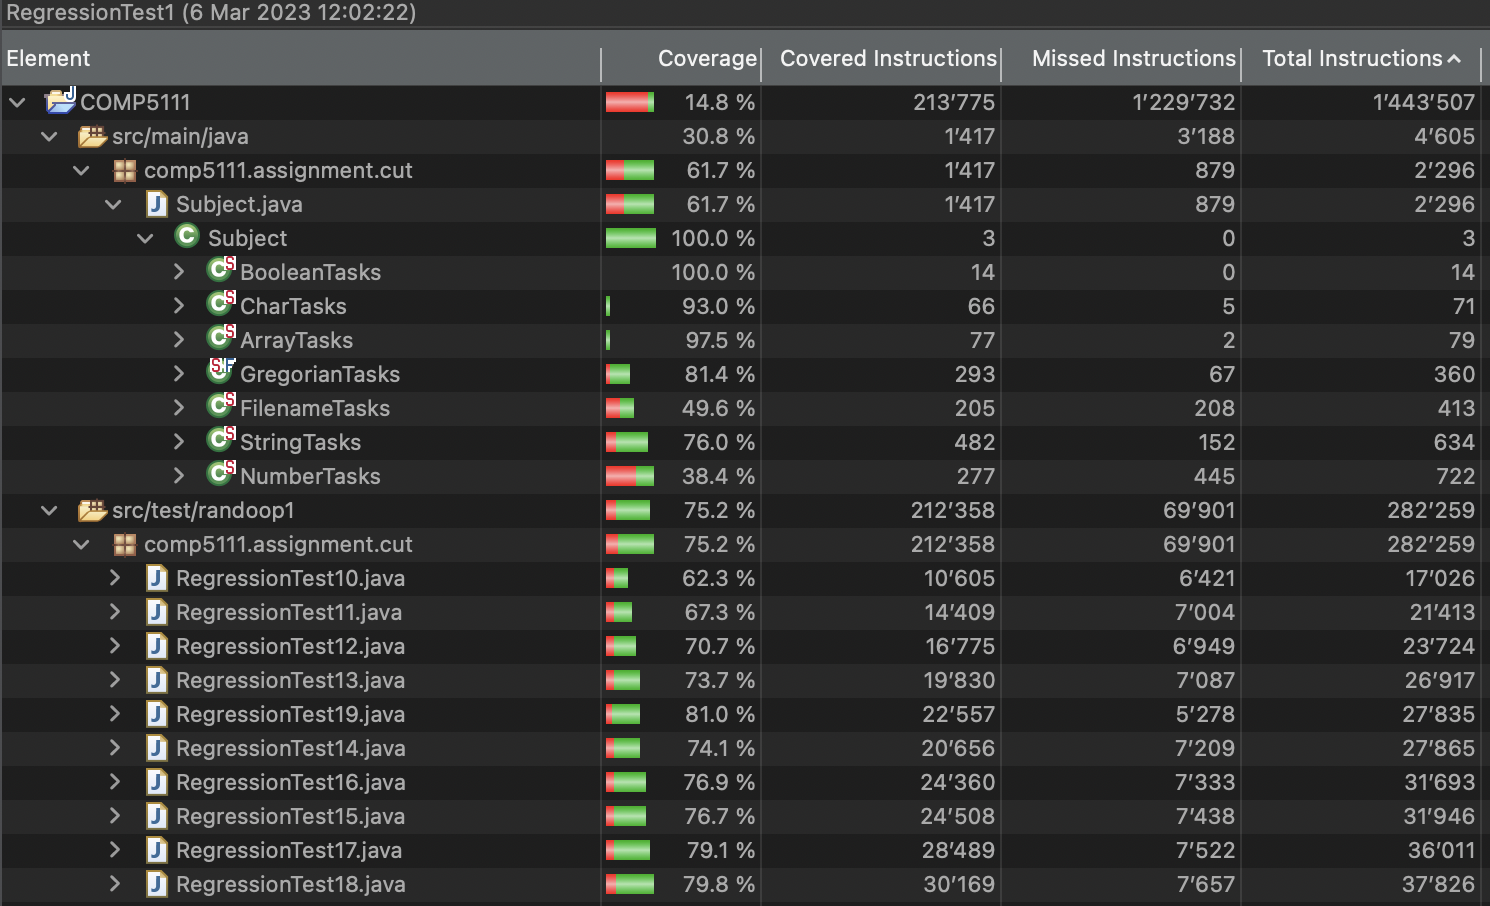 RegressionTest1 (6 Mar 2023 12:02:22)
Element Coverage Covered Instructions Missed Instructions Total Instructions
COMP5111 14.8 % 213’775 1’229’732 1’443’507
src/main/java 30.8 % 1’417 3’188 4’605
comp5111.assignment.cut 61.7 % 1’417 879 2’296
Subject.java 61.7 % 1’417 879 2’296
Subject 100.0 % 3 0 3
BooleanTasks 100.0 % 14 0 14
CharTasks 93.0 % 66 5 71
ArrayTasks 97.5 % 77 2 79
GregorianTasks 81.4 % 293 67 360
FilenameTasks 49.6 % 205 208 413
StringTasks 76.0 % 482 152 634
NumberTasks 38.4 % 277 445 722
src/test/randoop1 75.2 % 212’358 69’901 282’259
comp5111.assignment.cut 75.2 % 212’358 69’901 282’259
RegressionTest10.java 62.3 % 10’605 6’421 17’026
RegressionTest11.java 67.3 % 14’409 7’004 21’413
RegressionTest12.java 70.7 % 16’775 6’949 23’724
RegressionTest13.java 73.7 % 19’830 7’087 26’917
RegressionTest19.java 81.0 % 22’557 5’278 27’835
RegressionTest14.java 74.1 % 20’656 7’209 27’865
RegressionTest16.java 76.9 % 24’360 7’333 31’693
RegressionTest15.java 76.7 % 24’508 7’438 31’946
RegressionTest17.java 79.1 % 28’489 7’522 36’011
RegressionTest18.java 79.8 % 30’169 7’657 37’826